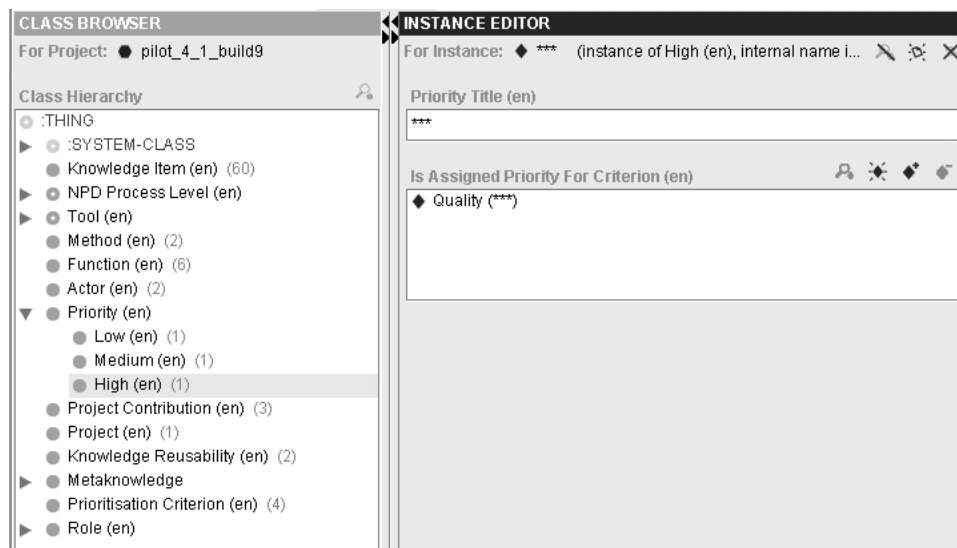 CLASS BROWSER
For Project: pilot_4_1_build9
Class Hierarchy
:THING
:SYSTEM-CLASS
Knowledge Item (en) (60)
NPD Process Level (en)
Tool (en)
Method (en) (2)
Function (en) (6)
Actor (en) (2)
Priority (en)
Low (en) (1)
Medium (en) (1)
High (en) (1)
Project Contribution (en) (3)
Project (en) (1)
Knowledge Reusability (en) (2)
Metaknowledge
Prioritisation Criterion (en) (4)
Role (en)
INSTANCE EDITOR
For Instance: *** (instance of High (en), internal name i...
Priority Title (en)
***
Is Assigned Priority For Criterion (en)
Quality (***)